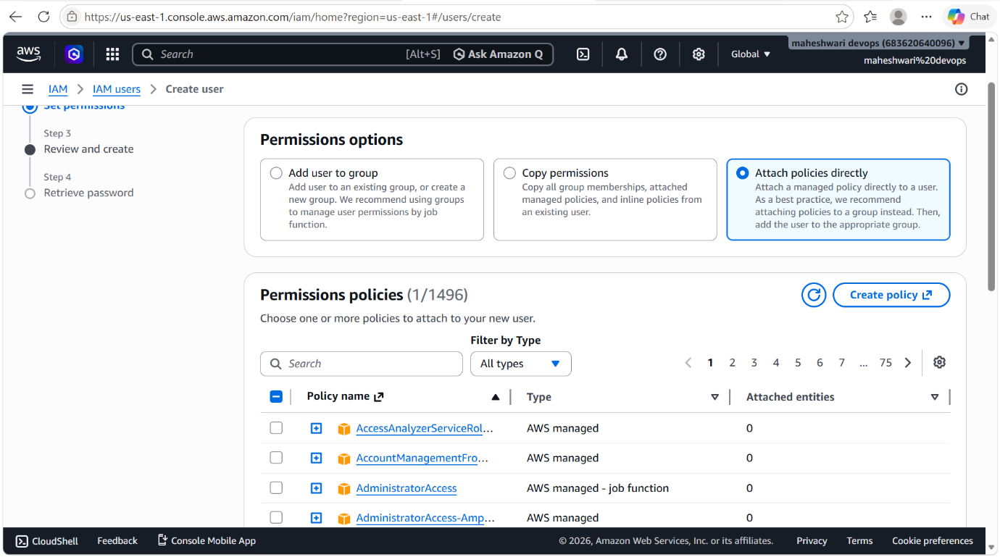 https://us-east-1.console.aws.amazon.com/iam/home?region=us-east-1#/users/create
Chat
aws
Search
[Alt+S]
Ask Amazon Q
Global
maheshwari devops (683620640096)
maheshwari%20devops
IAM
IAM users
Create user
Set permissions
Step 3
Review and create
Step 4
Retrieve password
Permissions options
Add user to group
Add user to an existing group, or create a
new group. We recommend using groups
to manage user permissions by job
function.
Copy permissions
Copy all group memberships, attached
managed policies, and inline policies from
an existing user.
Attach policies directly
Attach a managed policy directly to a user.
As a best practice, we recommend
attaching policies to a group instead. Then,
add the user to the appropriate group.
Permissions policies (1/1496)
Create policy
Choose one or more policies to attach to your new user.
Filter by Type
Search
All types
1 2 3 4 5 6 7 ... 75
Policy name
Type
Attached entities
AccessAnalyzerServiceRol...
AWS managed
0
AccountManagementFro...
AWS managed
0
AdministratorAccess
AWS managed - job function
0
AdministratorAccess-Amp...
AWS managed
0
CloudShell
Feedback
Console Mobile App
© 2026, Amazon Web Services, Inc. or its affiliates.
Privacy
Terms
Cookie preferences